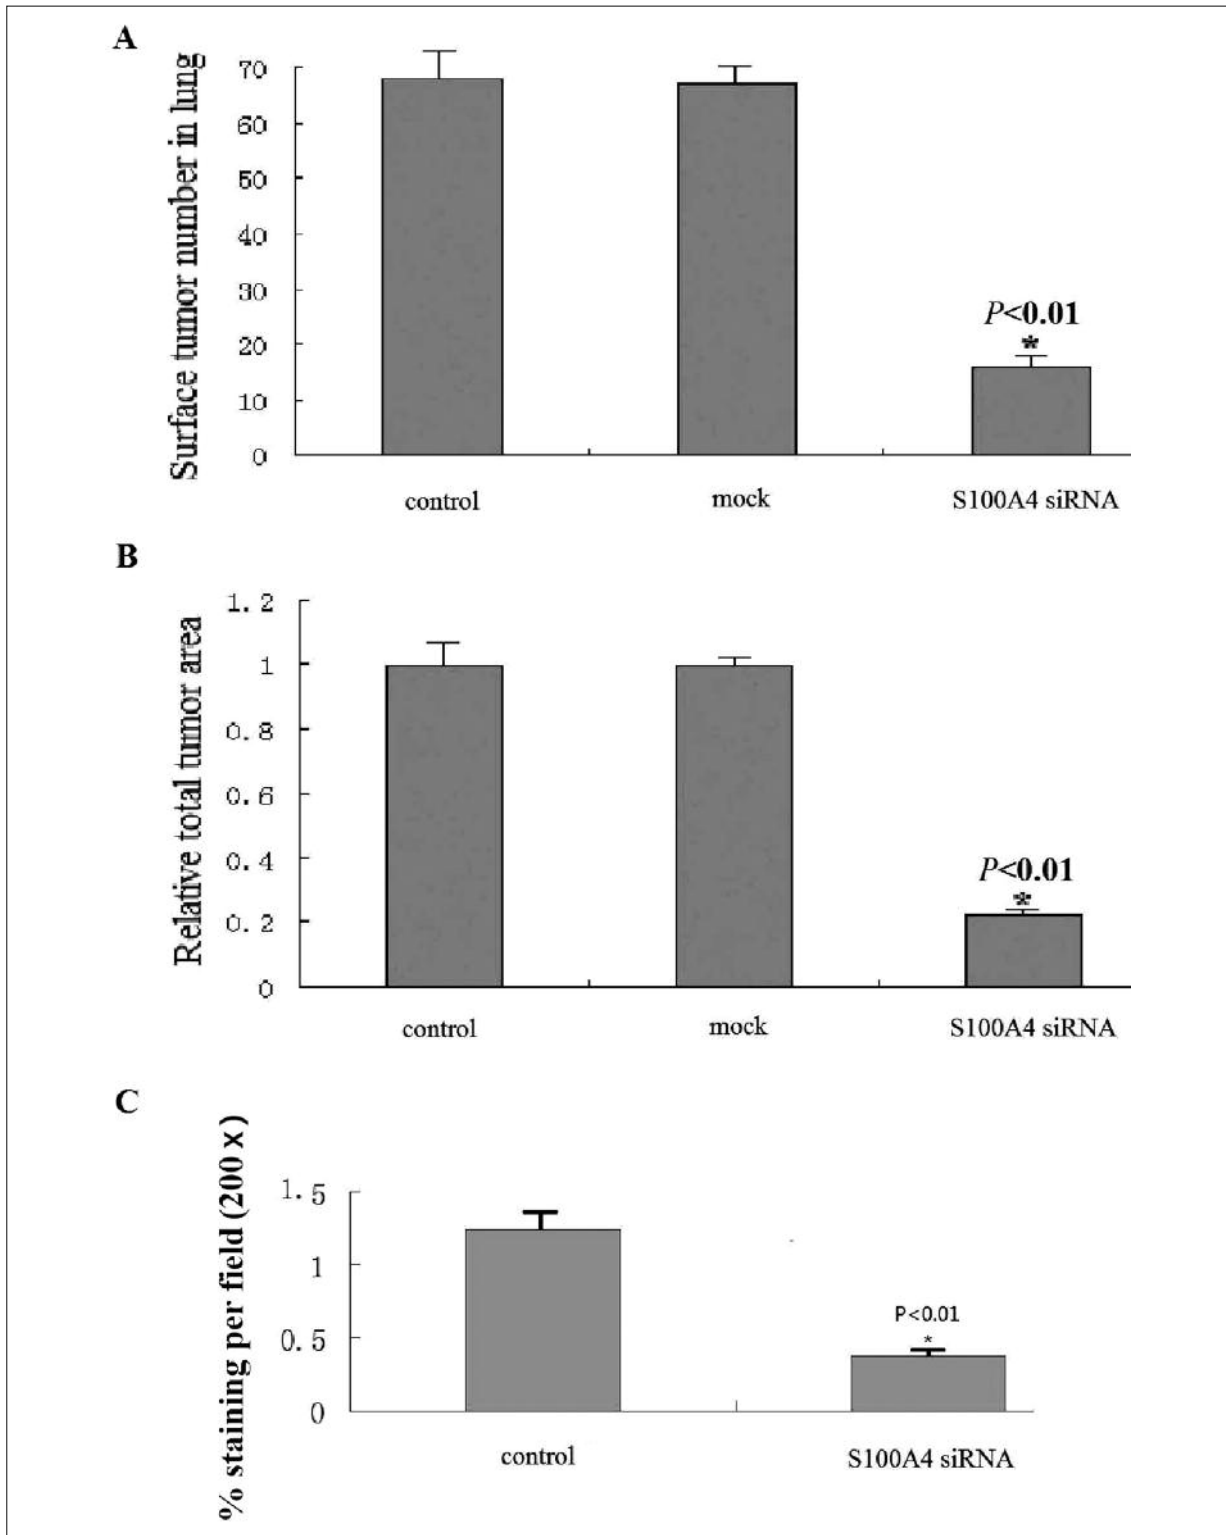 A
Surface tumor number in lung
70
60
50
40
30
20
10
0
P<0.01
*
control
mock
S100A4 siRNA
B
Relative total tumor area
1.2
1
0.8
0.6
0.4
0.2
0
P<0.01
*
control
mock
S100A4 siRNA
C
% staining per field (200 x)
1.5
1
0.5
0
P<0.01
*
control
S100A4 siRNA